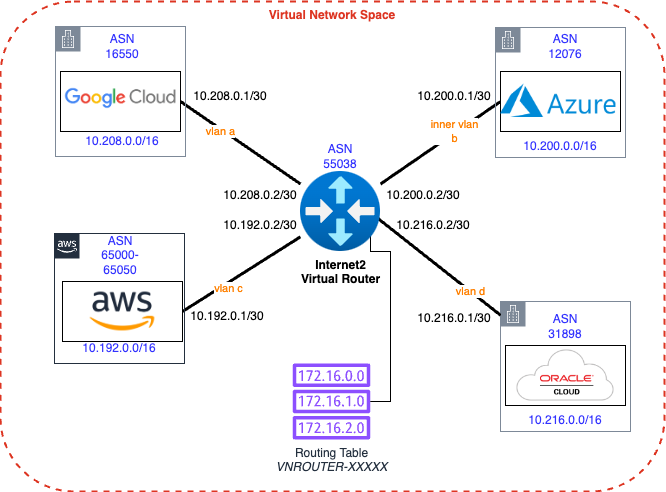 Virtual Network Space
ASN
16550
Google Cloud
10.208.0.0/16
10.208.0.1/30
vlan a
ASN
12076
Azure
10.200.0.0/16
10.200.0.1/30
inner vlan
b
ASN
55038
10.208.0.2/30
10.200.0.2/30
10.192.0.2/30
10.216.0.2/30
Internet2
Virtual Router
aws
ASN
65000-
65050
aws
10.192.0.0/16
vlan c
10.192.0.1/30
vlan d
10.216.0.1/30
ASN
31898
ORACLE
CLOUD
10.216.0.0/16
172.16.0.0
172.16.1.0
172.16.2.0
Routing Table
VNROUTER-XXXXX